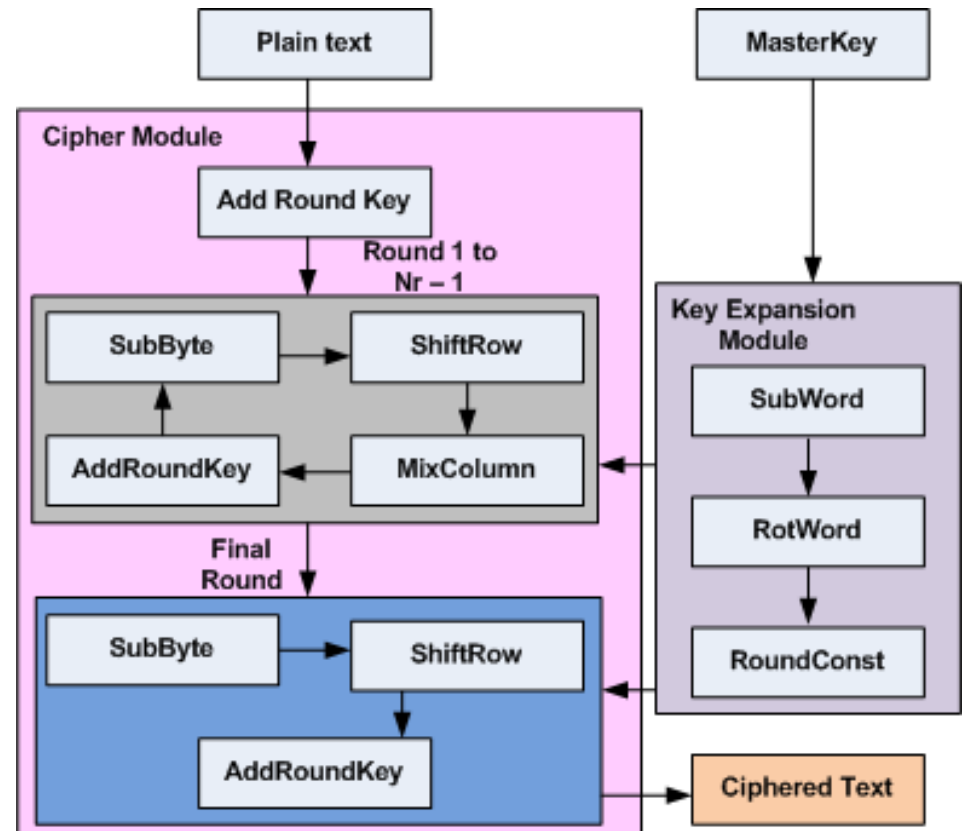 Plain text
MasterKey
Cipher Module
Add Round Key
Round 1 to
Nr – 1
SubByte
ShiftRow
AddRoundKey
MixColumn
Key Expansion
Module
SubWord
RotWord
RoundConst
Final
Round
SubByte
ShiftRow
AddRoundKey
Ciphered Text